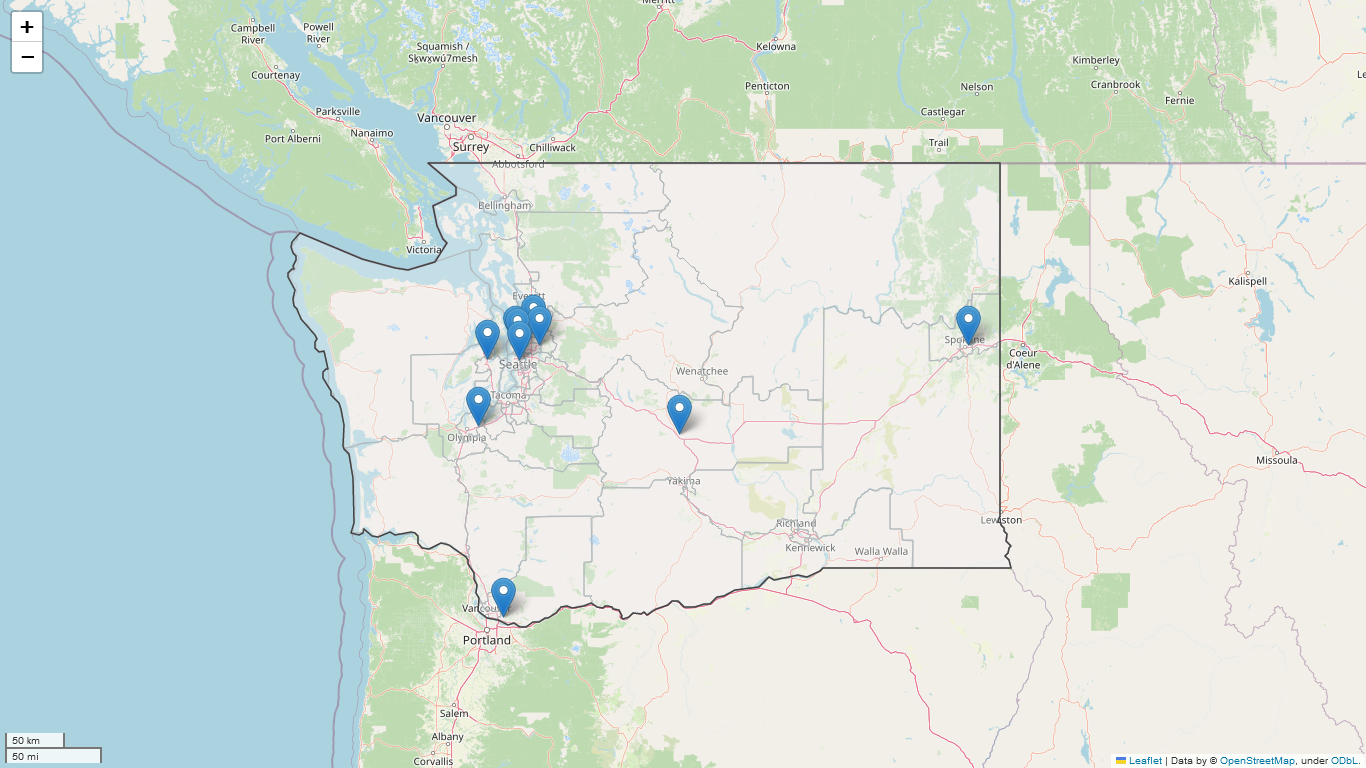 +
−
Merritt
Campbell
River
Powell
River
Squamish /
Sḵwx̱wú7mesh
Kelowna
Kimberley
Courtenay
Penticton
Nelson
Cranbrook
Fernie
Parksville
Castlegar
Vancouver
Nanaimo
Port Alberni
Surrey
Chilliwack
Trail
Abbotsford
Bellingham
Victoria
Kalispell
Everett
Spokane
Coeur
d'Alene
Seattle
Wenatchee
Tacoma
Olympia
Missoula
Yakima
Richland
Lewiston
Kennewick
Walla Walla
Vancouver
Portland
Salem
Albany
Corvallis
50 km
50 mi
Leaflet | Data by © OpenStreetMap, under ODbL.